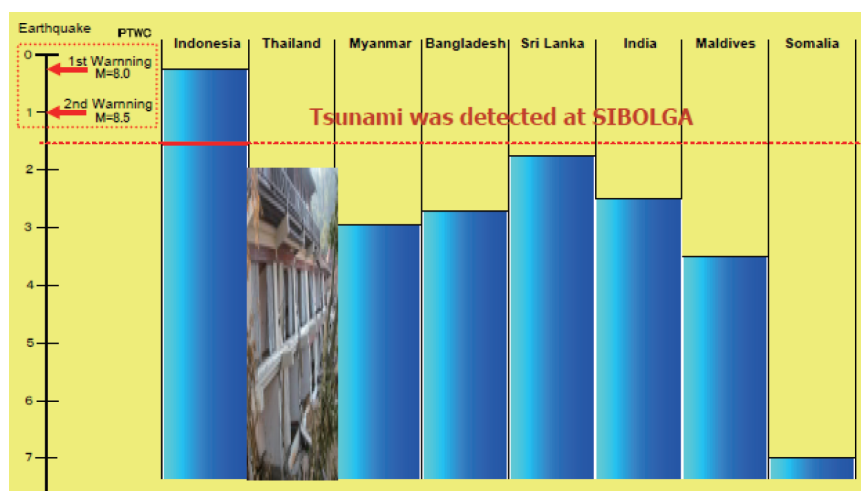 Earthquake PTWC
Indonesia Thailand Myanmar Bangladesh Sri Lanka India Maldives Somalia
0
1st Warnning
M=8.0
1
2nd Warnning
M=8.5
Tsunami was detected at SIBOLGA
2
3
4
5
6
7